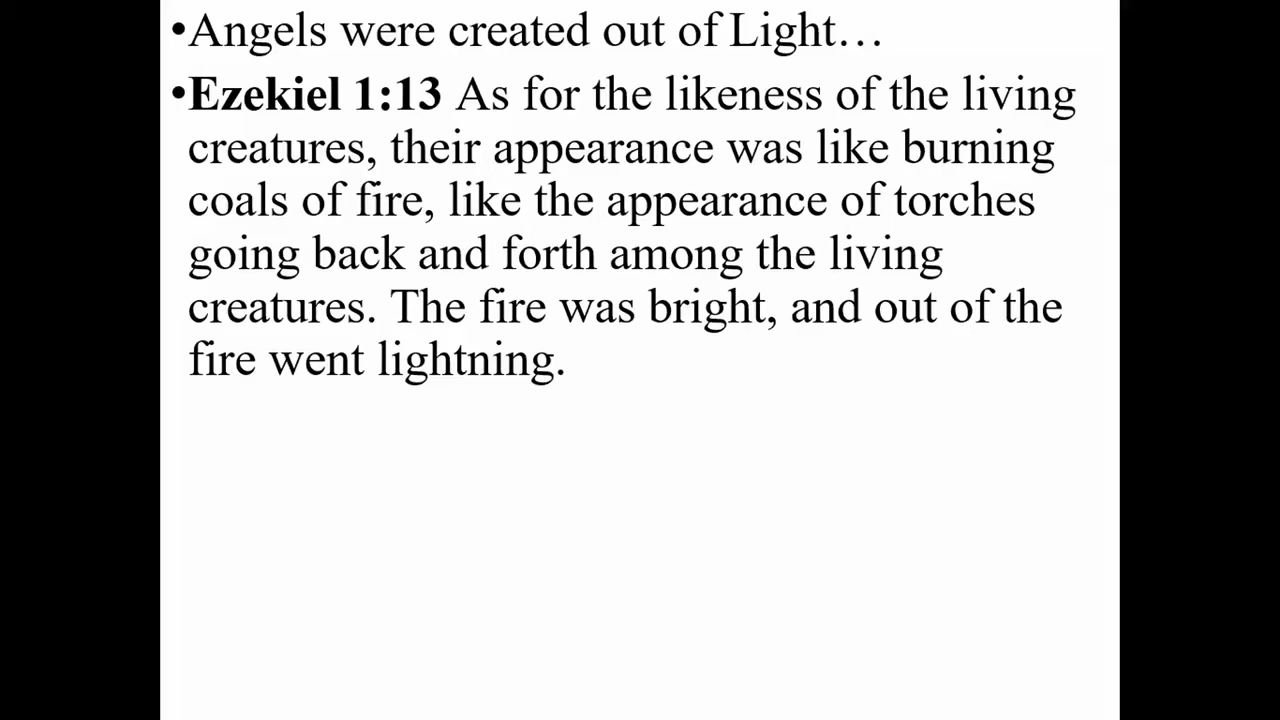 •Angels were created out of Light…
•Ezekiel 1:13 As for the likeness of the living
creatures, their appearance was like burning
coals of fire, like the appearance of torches
going back and forth among the living
creatures. The fire was bright, and out of the
fire went lightning.